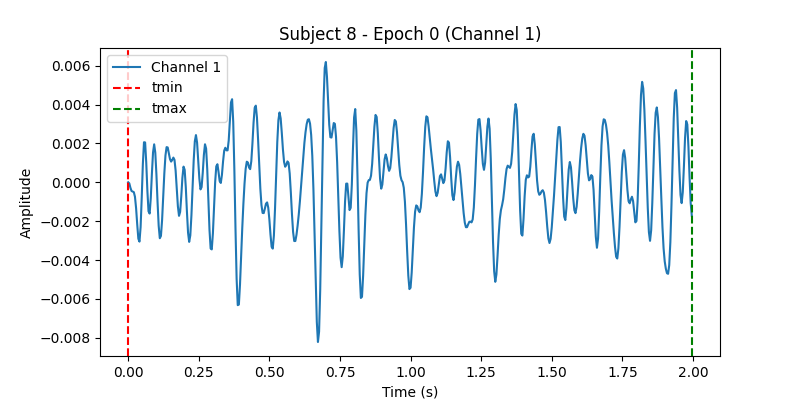 Subject 8 - Epoch 0 (Channel 1)
Channel 1
tmin
tmax
0.006
0.004
0.002
0.000
−0.002
−0.004
−0.006
−0.008
Amplitude
0.00 0.25 0.50 0.75 1.00 1.25 1.50 1.75 2.00
Time (s)